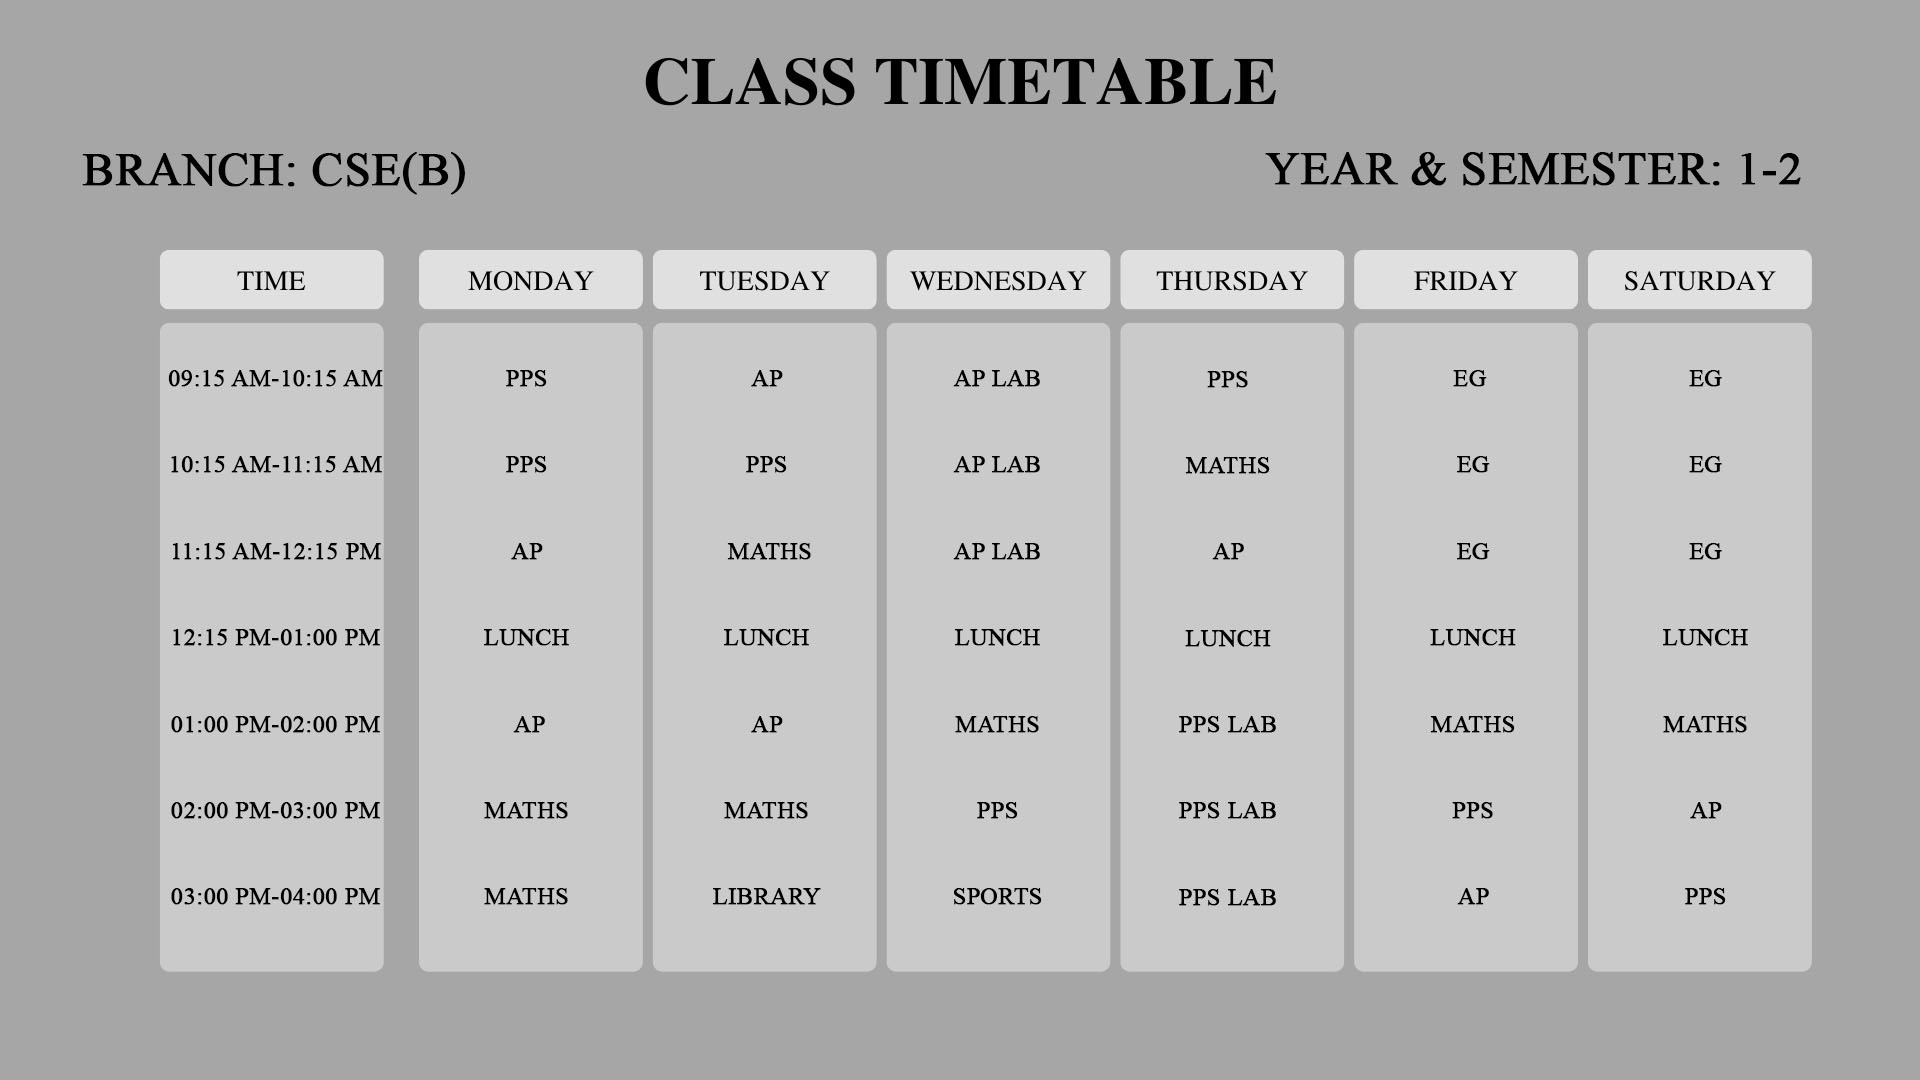 CLASS TIMETABLE
BRANCH: CSE(B) YEAR & SEMESTER: 1-2
TIME MONDAY TUESDAY WEDNESDAY THURSDAY FRIDAY SATURDAY
09:15 AM-10:15 AM PPS AP AP LAB PPS EG EG
10:15 AM-11:15 AM PPS PPS AP LAB MATHS EG EG
11:15 AM-12:15 PM AP MATHS AP LAB AP EG EG
12:15 PM-01:00 PM LUNCH LUNCH LUNCH LUNCH LUNCH LUNCH
01:00 PM-02:00 PM AP AP MATHS PPS LAB MATHS MATHS
02:00 PM-03:00 PM MATHS MATHS PPS PPS LAB PPS AP
03:00 PM-04:00 PM MATHS LIBRARY SPORTS PPS LAB AP PPS